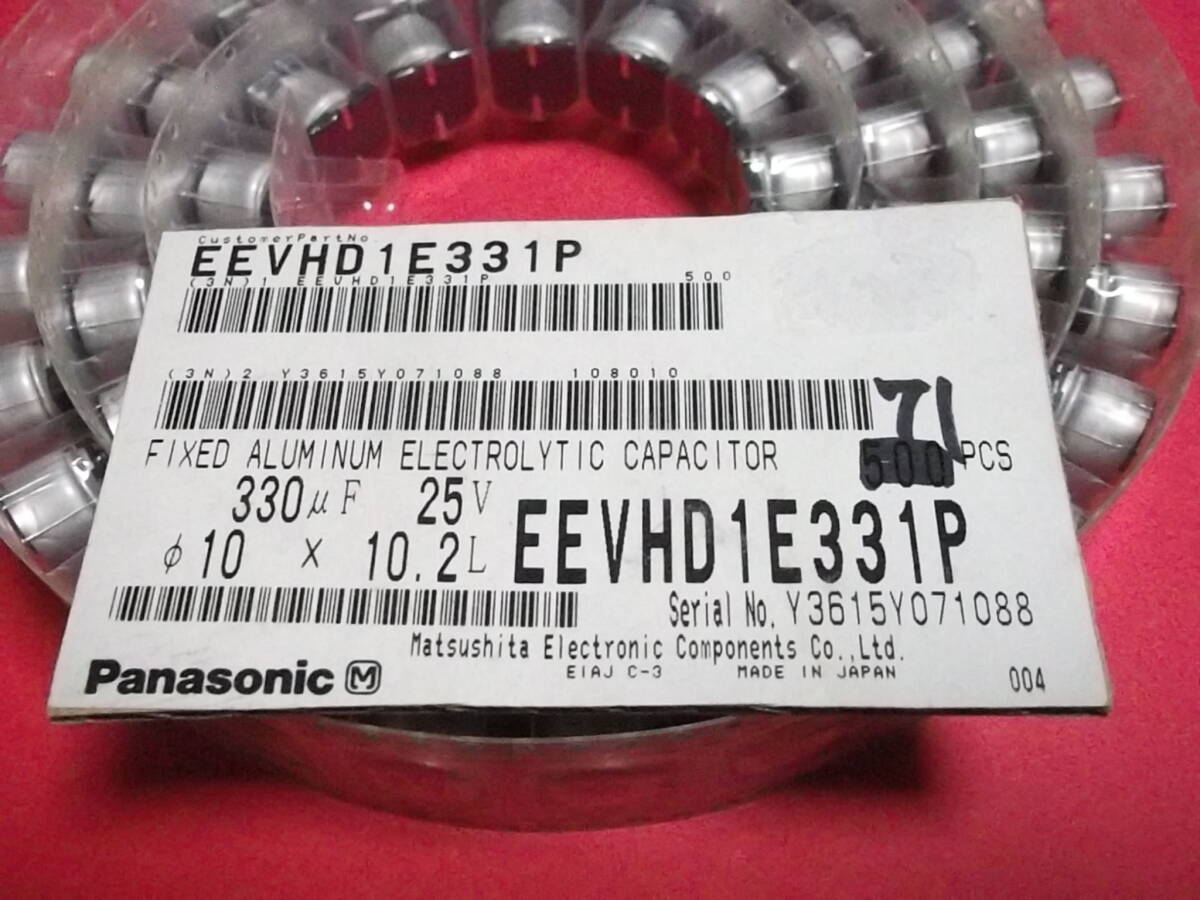 CustomerPartNo.
EEVHD1E331P
(3N)1 EEVHD1E331P 500
(3N)2 Y3615Y071088 108010
71
FIXED ALUMINUM ELECTROLYTIC CAPACITOR 500 PCS
330μF 25V
φ10 × 10.2L EEVHD1E331P
Serial No. Y3615Y071088
Matsushita Electronic Components Co.,Ltd.
EIAJ C-3 MADE IN JAPAN
Panasonic M 004